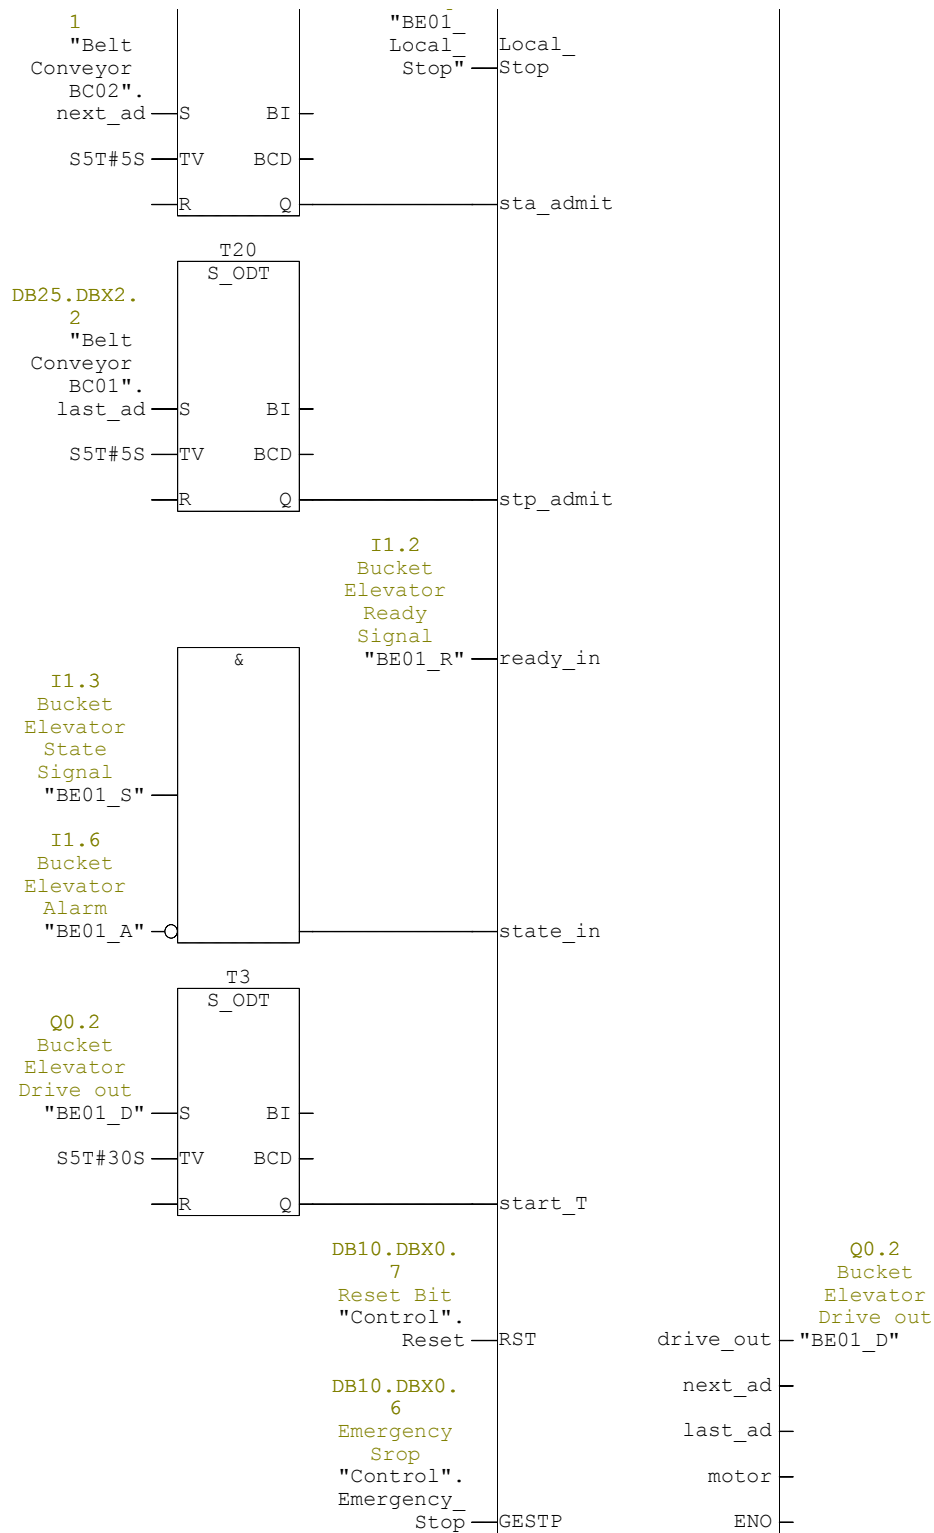 1
"Belt
Conveyor
BC02".
next_ad
S
BI
S5T#5S
TV
BCD
R
Q
"BE01_
Local_
Stop"
Local_
Stop
sta_admit
T20
S_ODT
DB25.DBX2.
2
"Belt
Conveyor
BC01".
last_ad
S
BI
S5T#5S
TV
BCD
R
Q
stp_admit
I1.2
Bucket
Elevator
Ready
Signal
"BE01_R"
ready_in
&
I1.3
Bucket
Elevator
State
Signal
"BE01_S"
I1.6
Bucket
Elevator
Alarm
"BE01_A"
state_in
T3
S_ODT
Q0.2
Bucket
Elevator
Drive out
"BE01_D"
S
BI
S5T#30S
TV
BCD
R
Q
start_T
DB10.DBX0.
7
Reset Bit
"Control".
Reset
RST
Q0.2
Bucket
Elevator
Drive out
drive_out
"BE01_D"
DB10.DBX0.
6
Emergency
Srop
"Control".
Emergency_
Stop
GESTP
next_ad
last_ad
motor
ENO